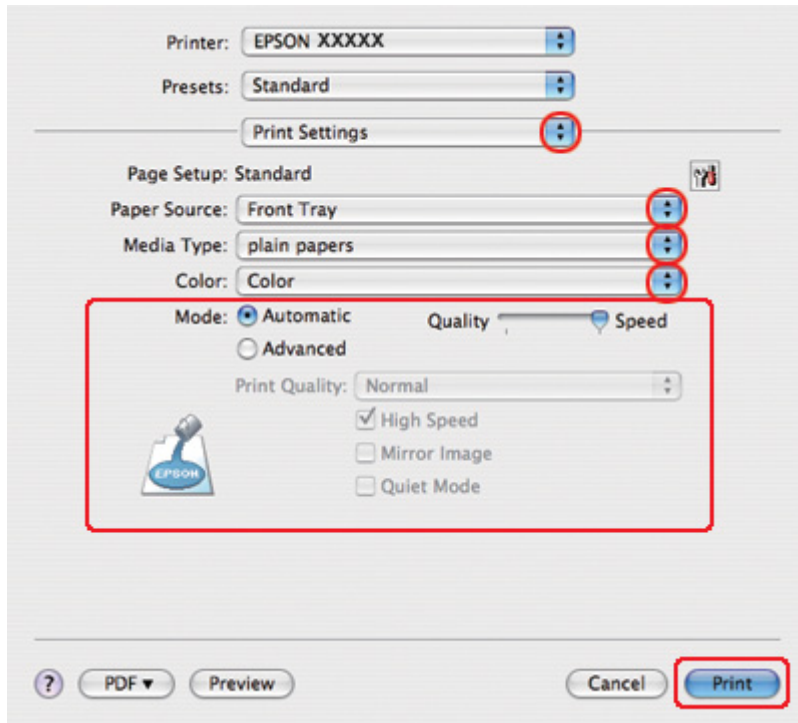 Printer: EPSON XXXXX
Presets: Standard
Print Settings
Page Setup: Standard
Paper Source: Front Tray
Media Type: plain papers
Color: Color
Mode: Automatic Quality Speed
Advanced
Print Quality: Normal
High Speed
Mirror Image
EPSON
Quiet Mode
? PDF Preview Cancel Print